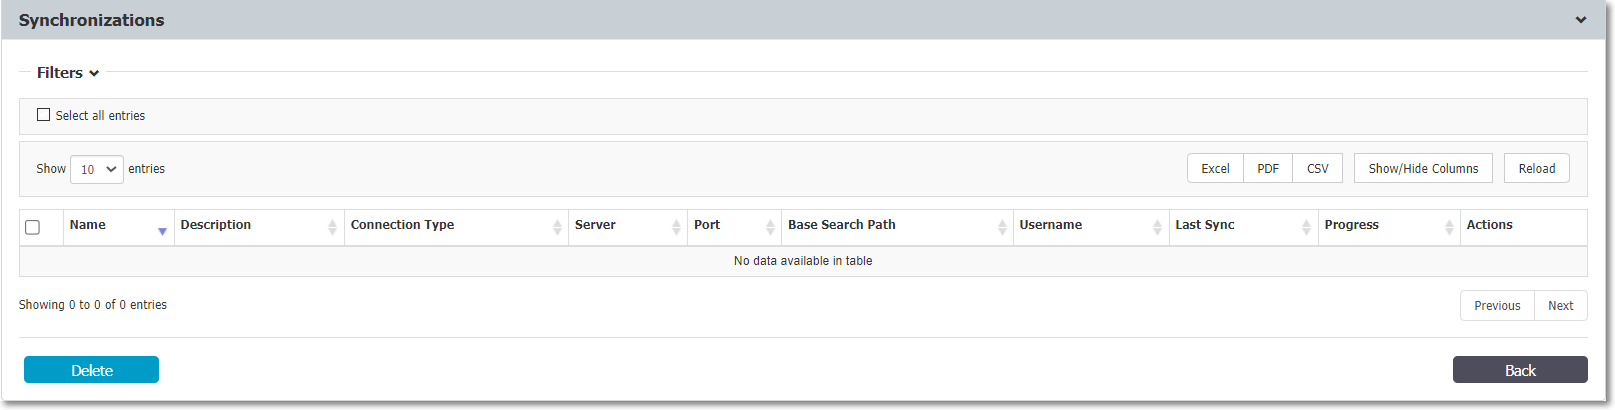 Synchronizations
Filters
Select all entries
Show 10 entries Excel PDF CSV Show/Hide Columns Reload
Name Description Connection Type Server Port Base Search Path Username Last Sync Progress Actions
No data available in table
Showing 0 to 0 of 0 entries Previous Next
Delete Back